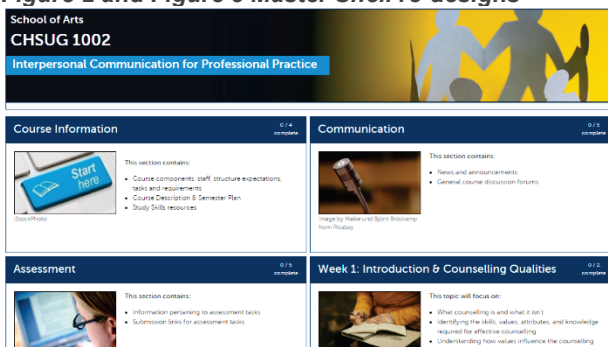 Figure 2 and Figure 3 Master Shell re-designs
School of Arts
CHSUG 1002
Interpersonal Communication for Professional Practice
Course Information
0 / 4
complete
Start
here
iStockPhoto
This section contains:
• Course components, staff, structure expectations,
tasks and requirements
• Course Description & Semester Plan
• Study Skills resources
Communication
0 / 5
complete
Image by Maike und Björn Bröskamp
from Pixabay
This section contains:
• News and announcements
• General course discussion forums
Assessment
0 / 5
complete
This section contains:
• Information pertaining to assessment tasks
• Submission links for assessment tasks
Week 1: Introduction & Counselling Qualities
0 / 2
complete
This topic will focus on:
• What counselling is and what it isn't.
• Identifying the skills, values, attributes, and knowledge
required for effective counselling.
• Understanding how values influence the counselling